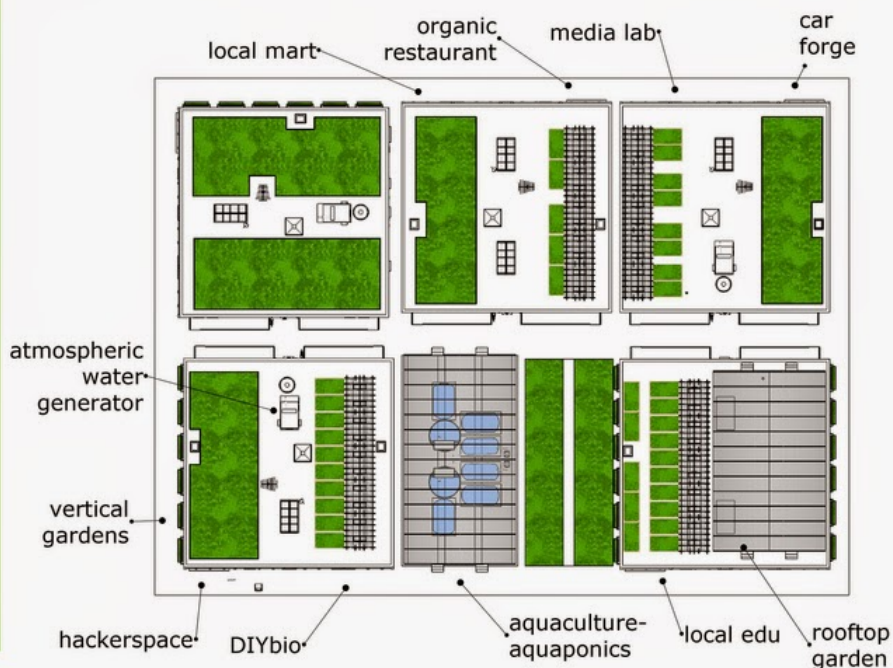 local mart
organic
restaurant
media lab
car
forge
atmospheric
water
generator
vertical
gardens
hackerspace
DIYbio
aquaculture-
aquaponics
local edu
rooftop
garden